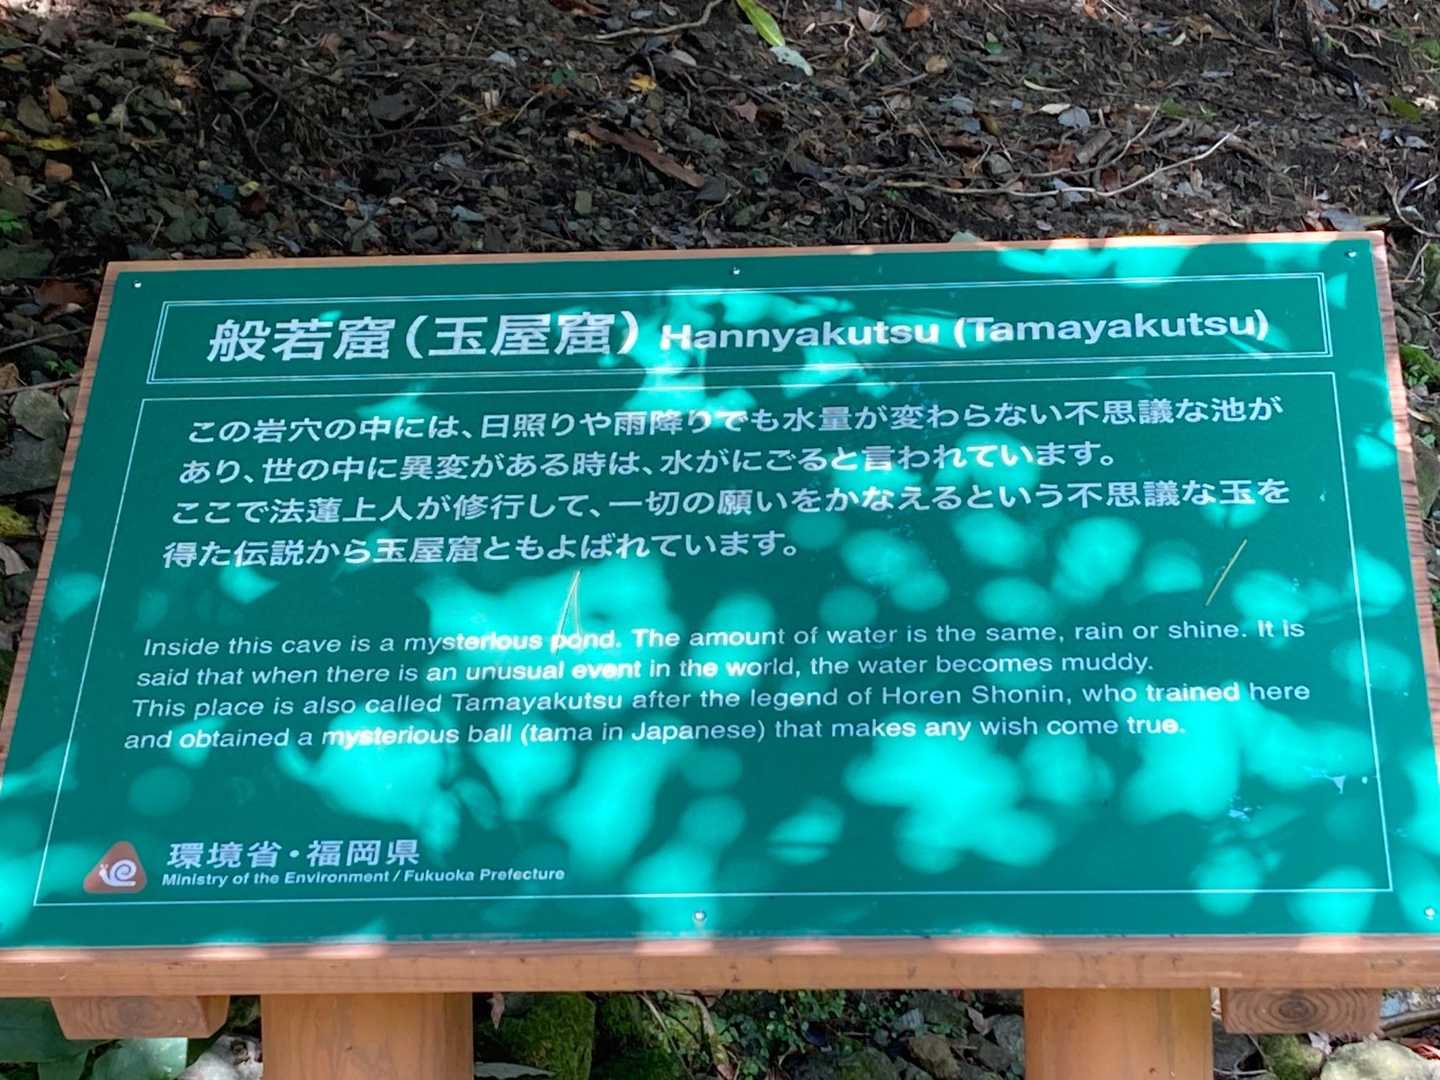 般若窟(玉屋窟) Hannyakutsu (Tamayakutsu)
この岩穴の中には、日照りや雨降りでも水量が変わらない不思議な池が
あり、世の中に異変がある時は、水がにごると言われています。
ここで法蓮上人が修行して、一切の願いをかなえるという不思議な玉を
得た伝説から玉屋窟ともよばれています。
Inside this cave is a mysterious pond. The amount of water is the same, rain or shine. It is
said that when there is an unusual event in the world, the water becomes muddy.
This place is also called Tamayakutsu after the legend of Horen Shonin, who trained here
and obtained a mysterious ball (tama in Japanese) that makes any wish come true.
環境省・福岡県
Ministry of the Environment / Fukuoka Prefecture